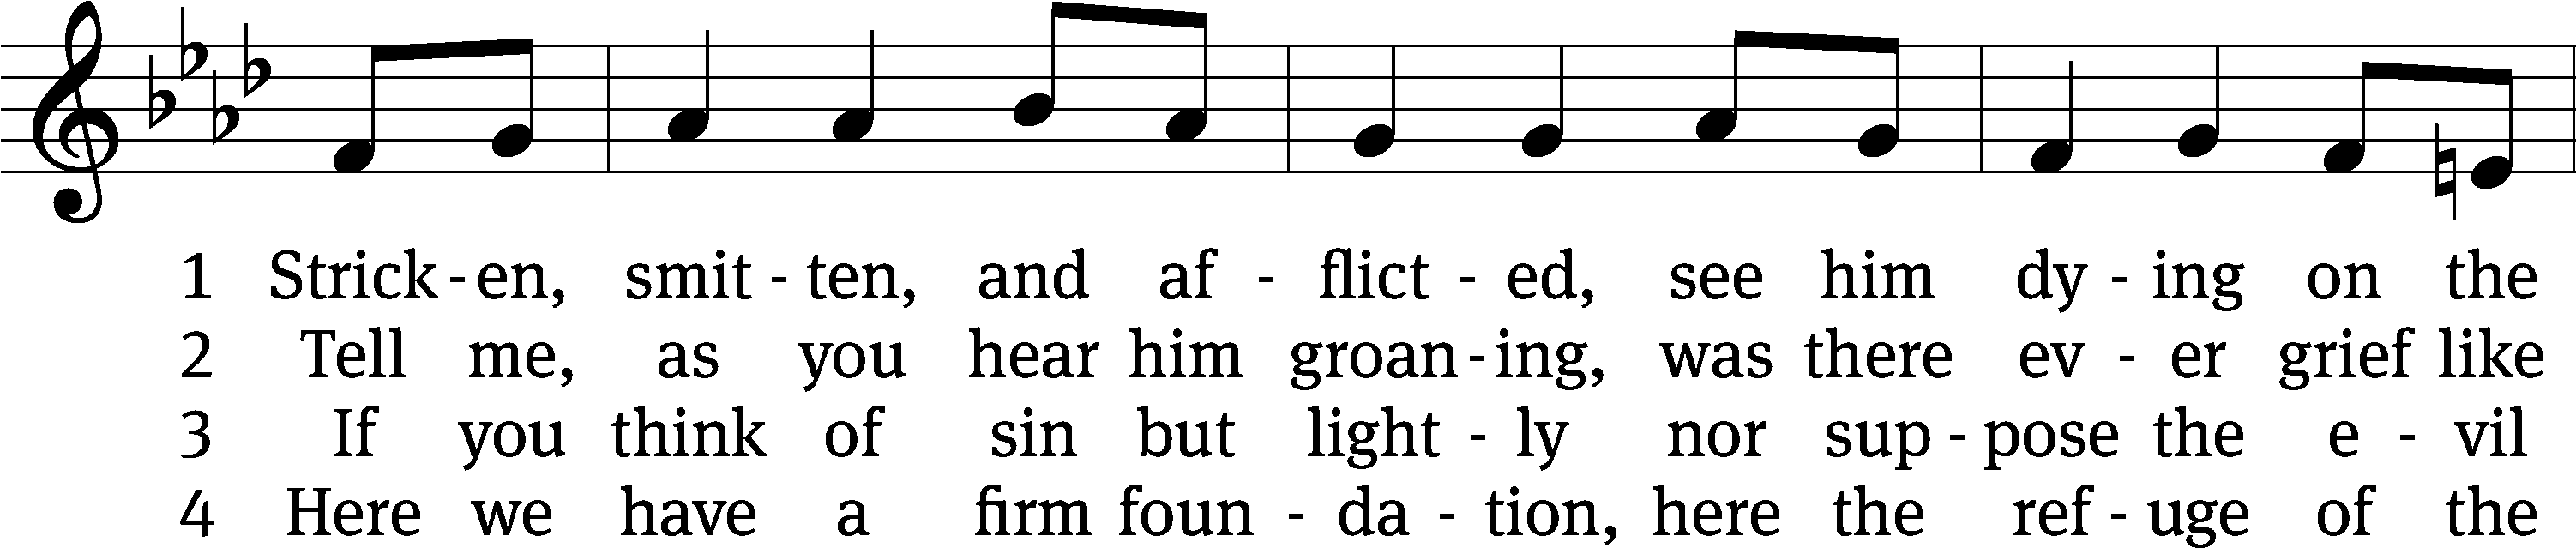 1 Strick - en, smit - ten, and af - flict - ed, see him dy - ing on the
2 Tell me, as you hear him groan - ing, was there ev - er grief like
3 If you think of sin but light - ly nor sup - pose the e - vil
4 Here we have a firm foun - da - tion, here the ref - uge of the